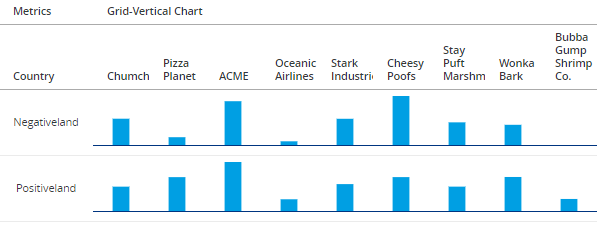 Metrics Grid-Vertical Chart
Country Chumch Pizza Planet ACME Oceanic Airlines Stark Industri Cheesy Poofs Stay Puft Marshm Wonka Bark Bubba Gump Shrimp Co.
Negativeland
Positiveland